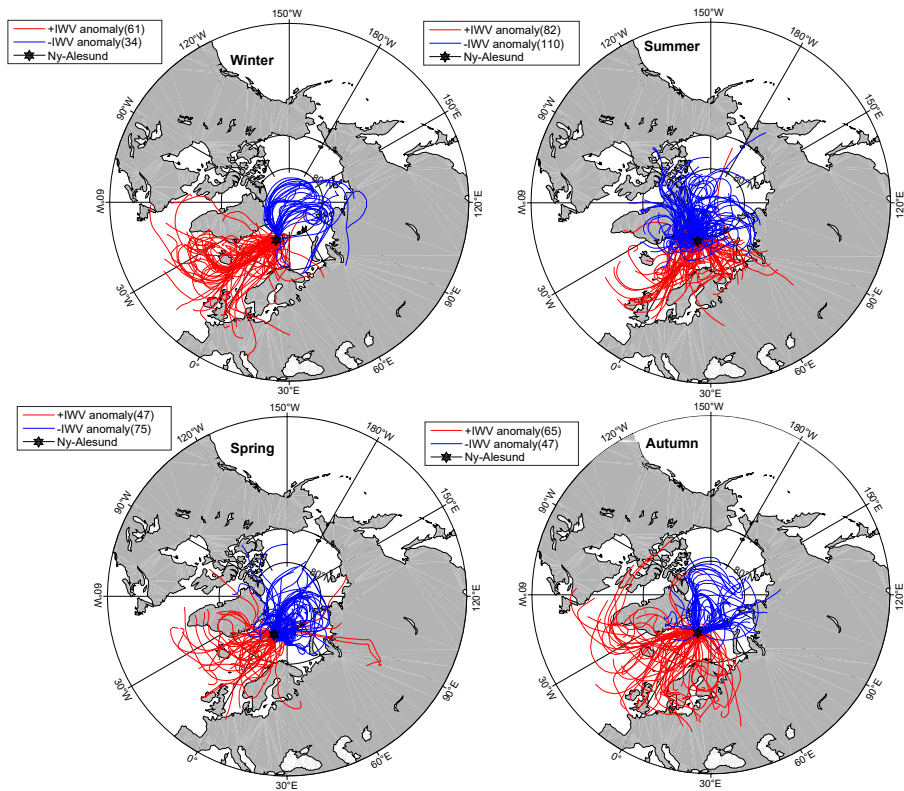 +IWV anomaly(61)
-IWV anomaly(34)
Ny-Alesund
Winter
150°W
180°W
150°E
120°E
90°E
60°E
30°E
0°
30°W
60°W
90°W
120°W
80°N
+IWV anomaly(82)
-IWV anomaly(110)
Ny-Alesund
Summer
150°W
180°W
150°E
120°E
90°E
60°E
30°E
0°
30°W
60°W
90°W
120°W
80°N
+IWV anomaly(47)
-IWV anomaly(75)
Ny-Alesund
Spring
150°W
180°W
150°E
120°E
90°E
60°E
30°E
0°
30°W
60°W
90°W
120°W
80°N
+IWV anomaly(65)
-IWV anomaly(47)
Ny-Alesund
Autumn
150°W
180°W
150°E
120°E
90°E
60°E
30°E
0°
30°W
60°W
90°W
120°W
80°N